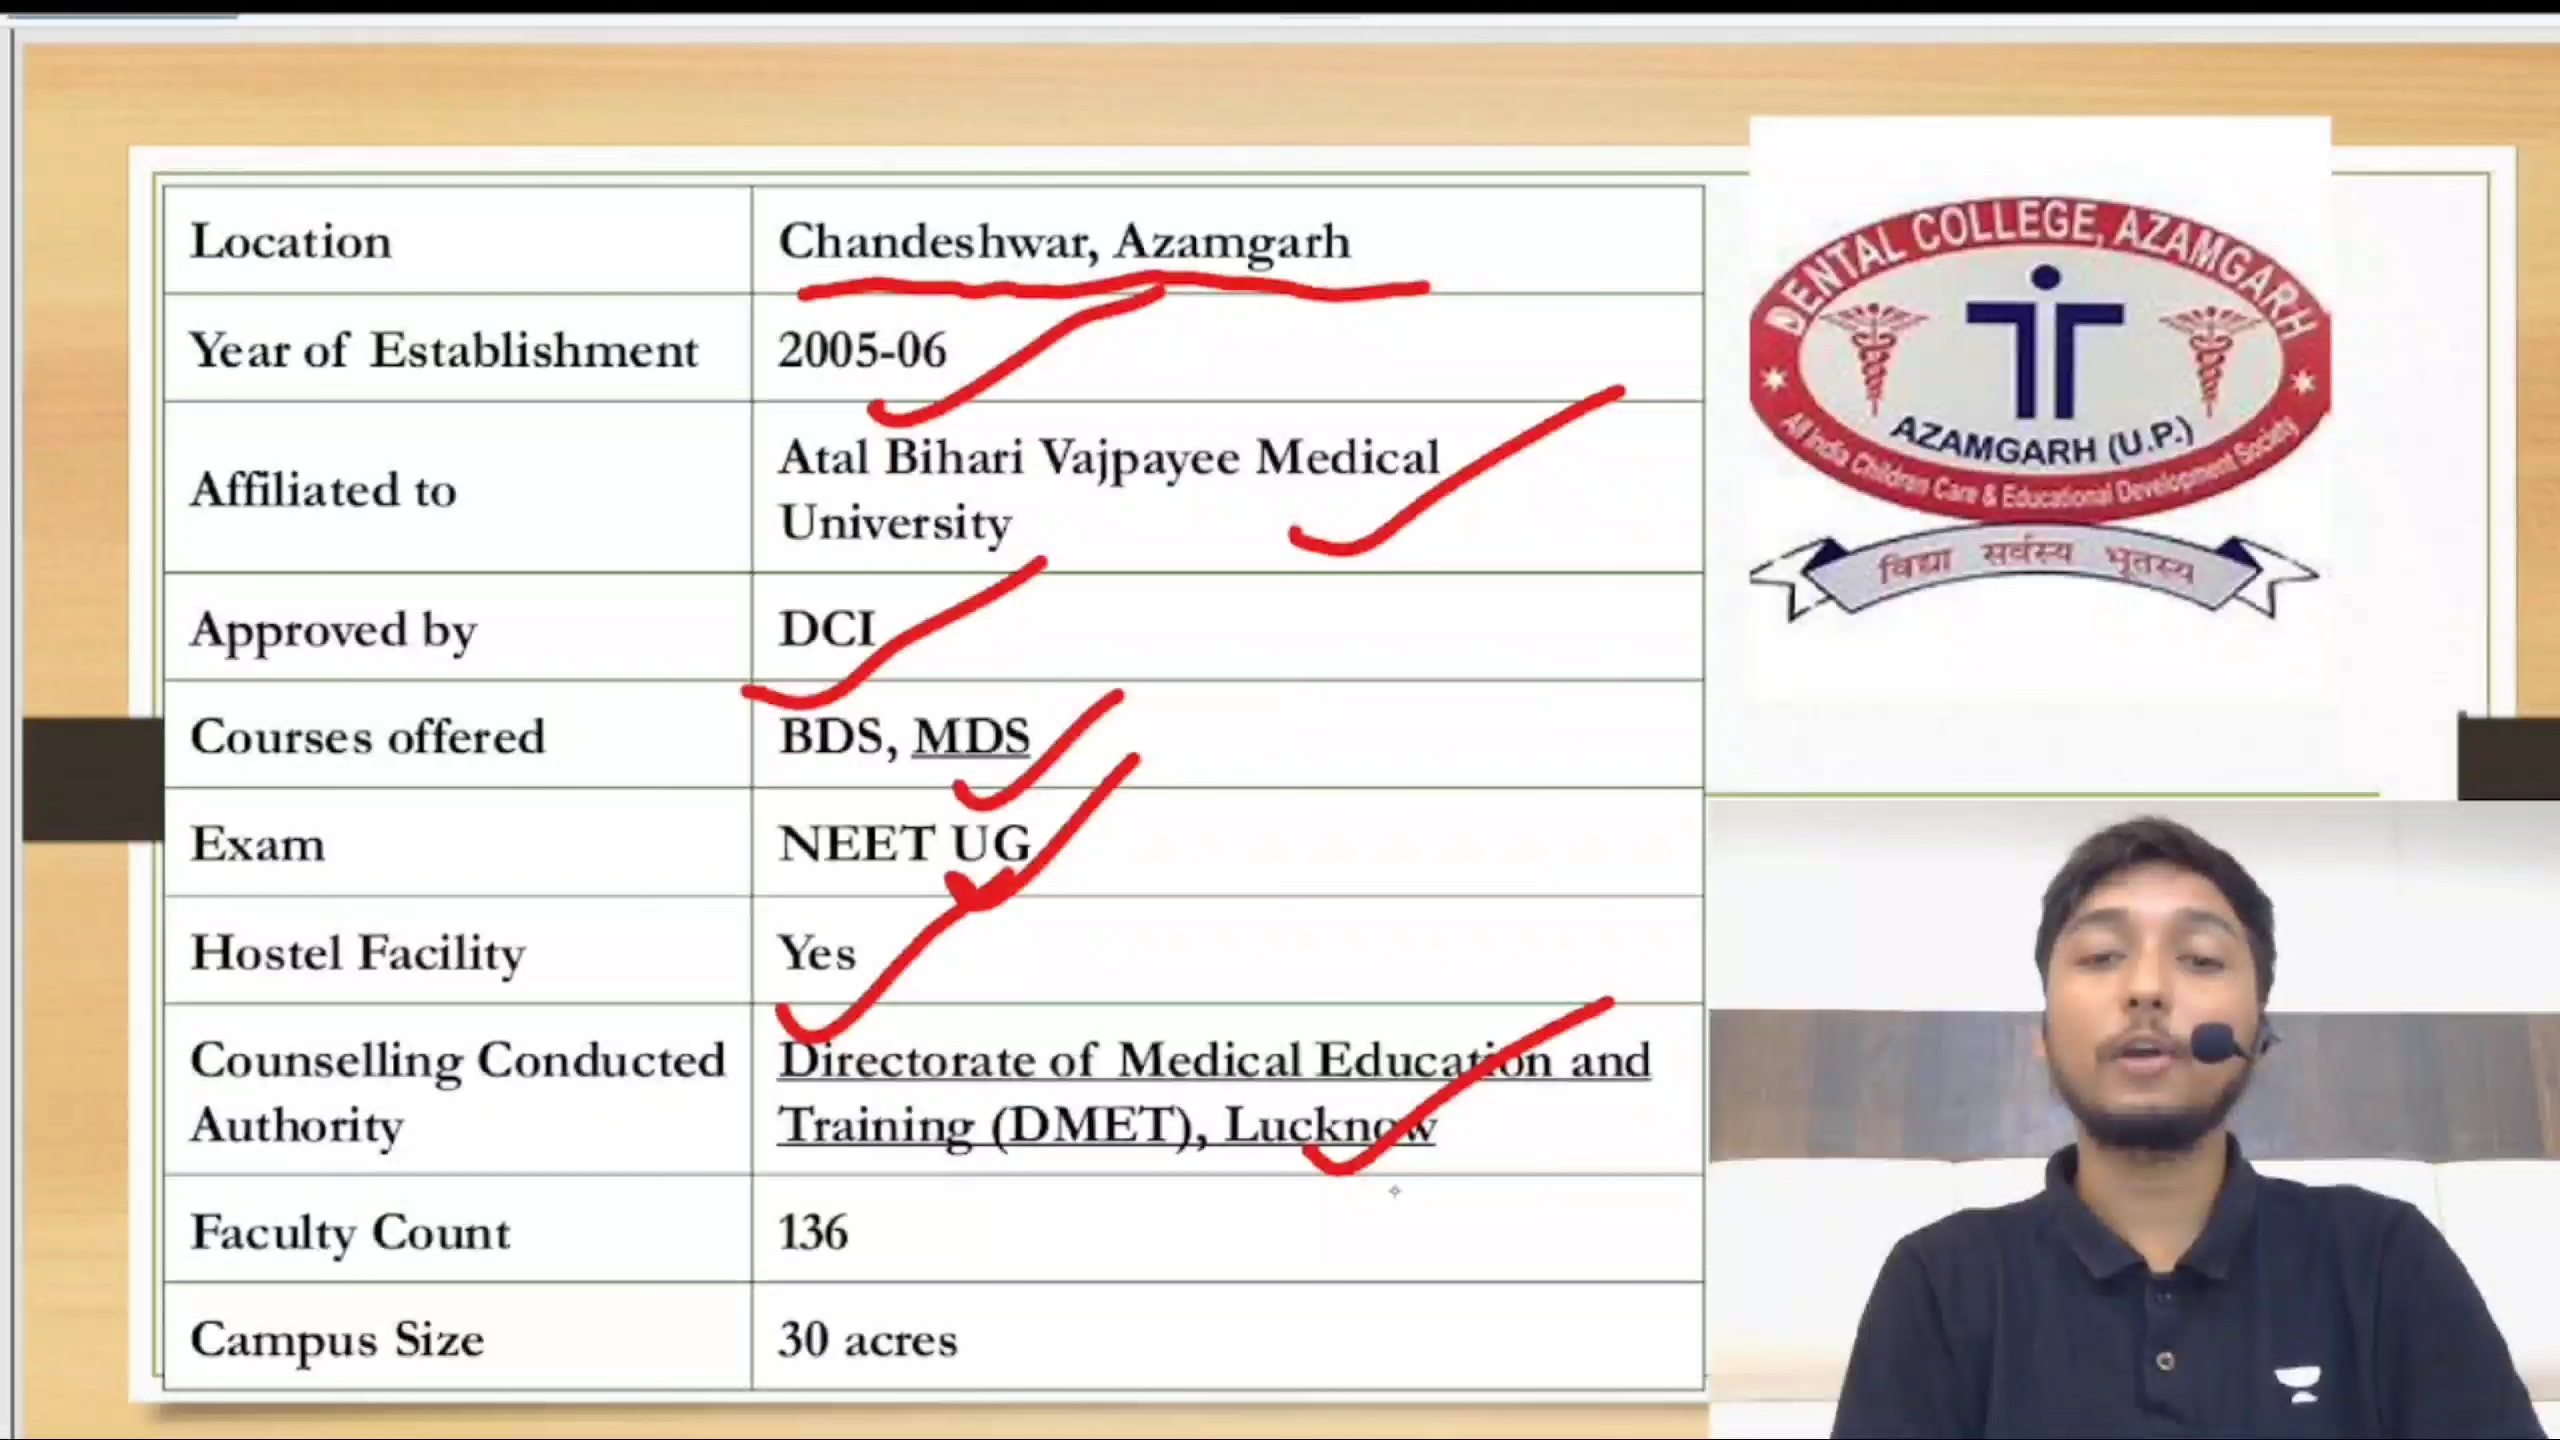 Location
Chandeshwar, Azamgarh
Year of Establishment
2005-06
Affiliated to
Atal Bihari Vajpayee Medical
University
Approved by
DCI
Courses offered
BDS, MDS
Exam
NEET UG
Hostel Facility
Yes
Counselling Conducted
Authority
Directorate of Medical Education and
Training (DMET), Lucknow
Faculty Count
136
Campus Size
30 acres
DENTAL COLLEGE, AZAMGARH
AZAMGARH (U.P.)
All India Children Care & Educational Development Society
विद्या सर्वस्य भूतस्य